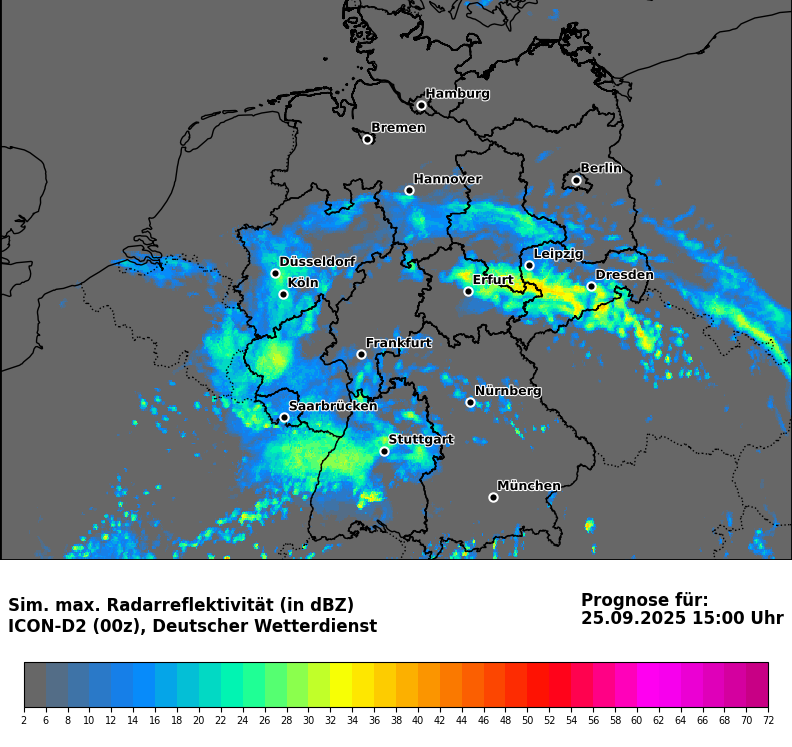 Hamburg
Bremen
Berlin
Hannover
Leipzig
Düsseldorf
Dresden
Köln
Erfurt
Frankfurt
Nürnberg
Saarbrücken
Stuttgart
München
Sim. max. Radarreflektivität (in dBZ)
ICON-D2 (00z), Deutscher Wetterdienst
Prognose für:
25.09.2025 15:00 Uhr
2 6 8 10 12 14 16 18 20 22 24 26 28 30 32 34 36 38 40 42 44 46 48 50 52 54 56 58 60 62 64 66 68 70 72